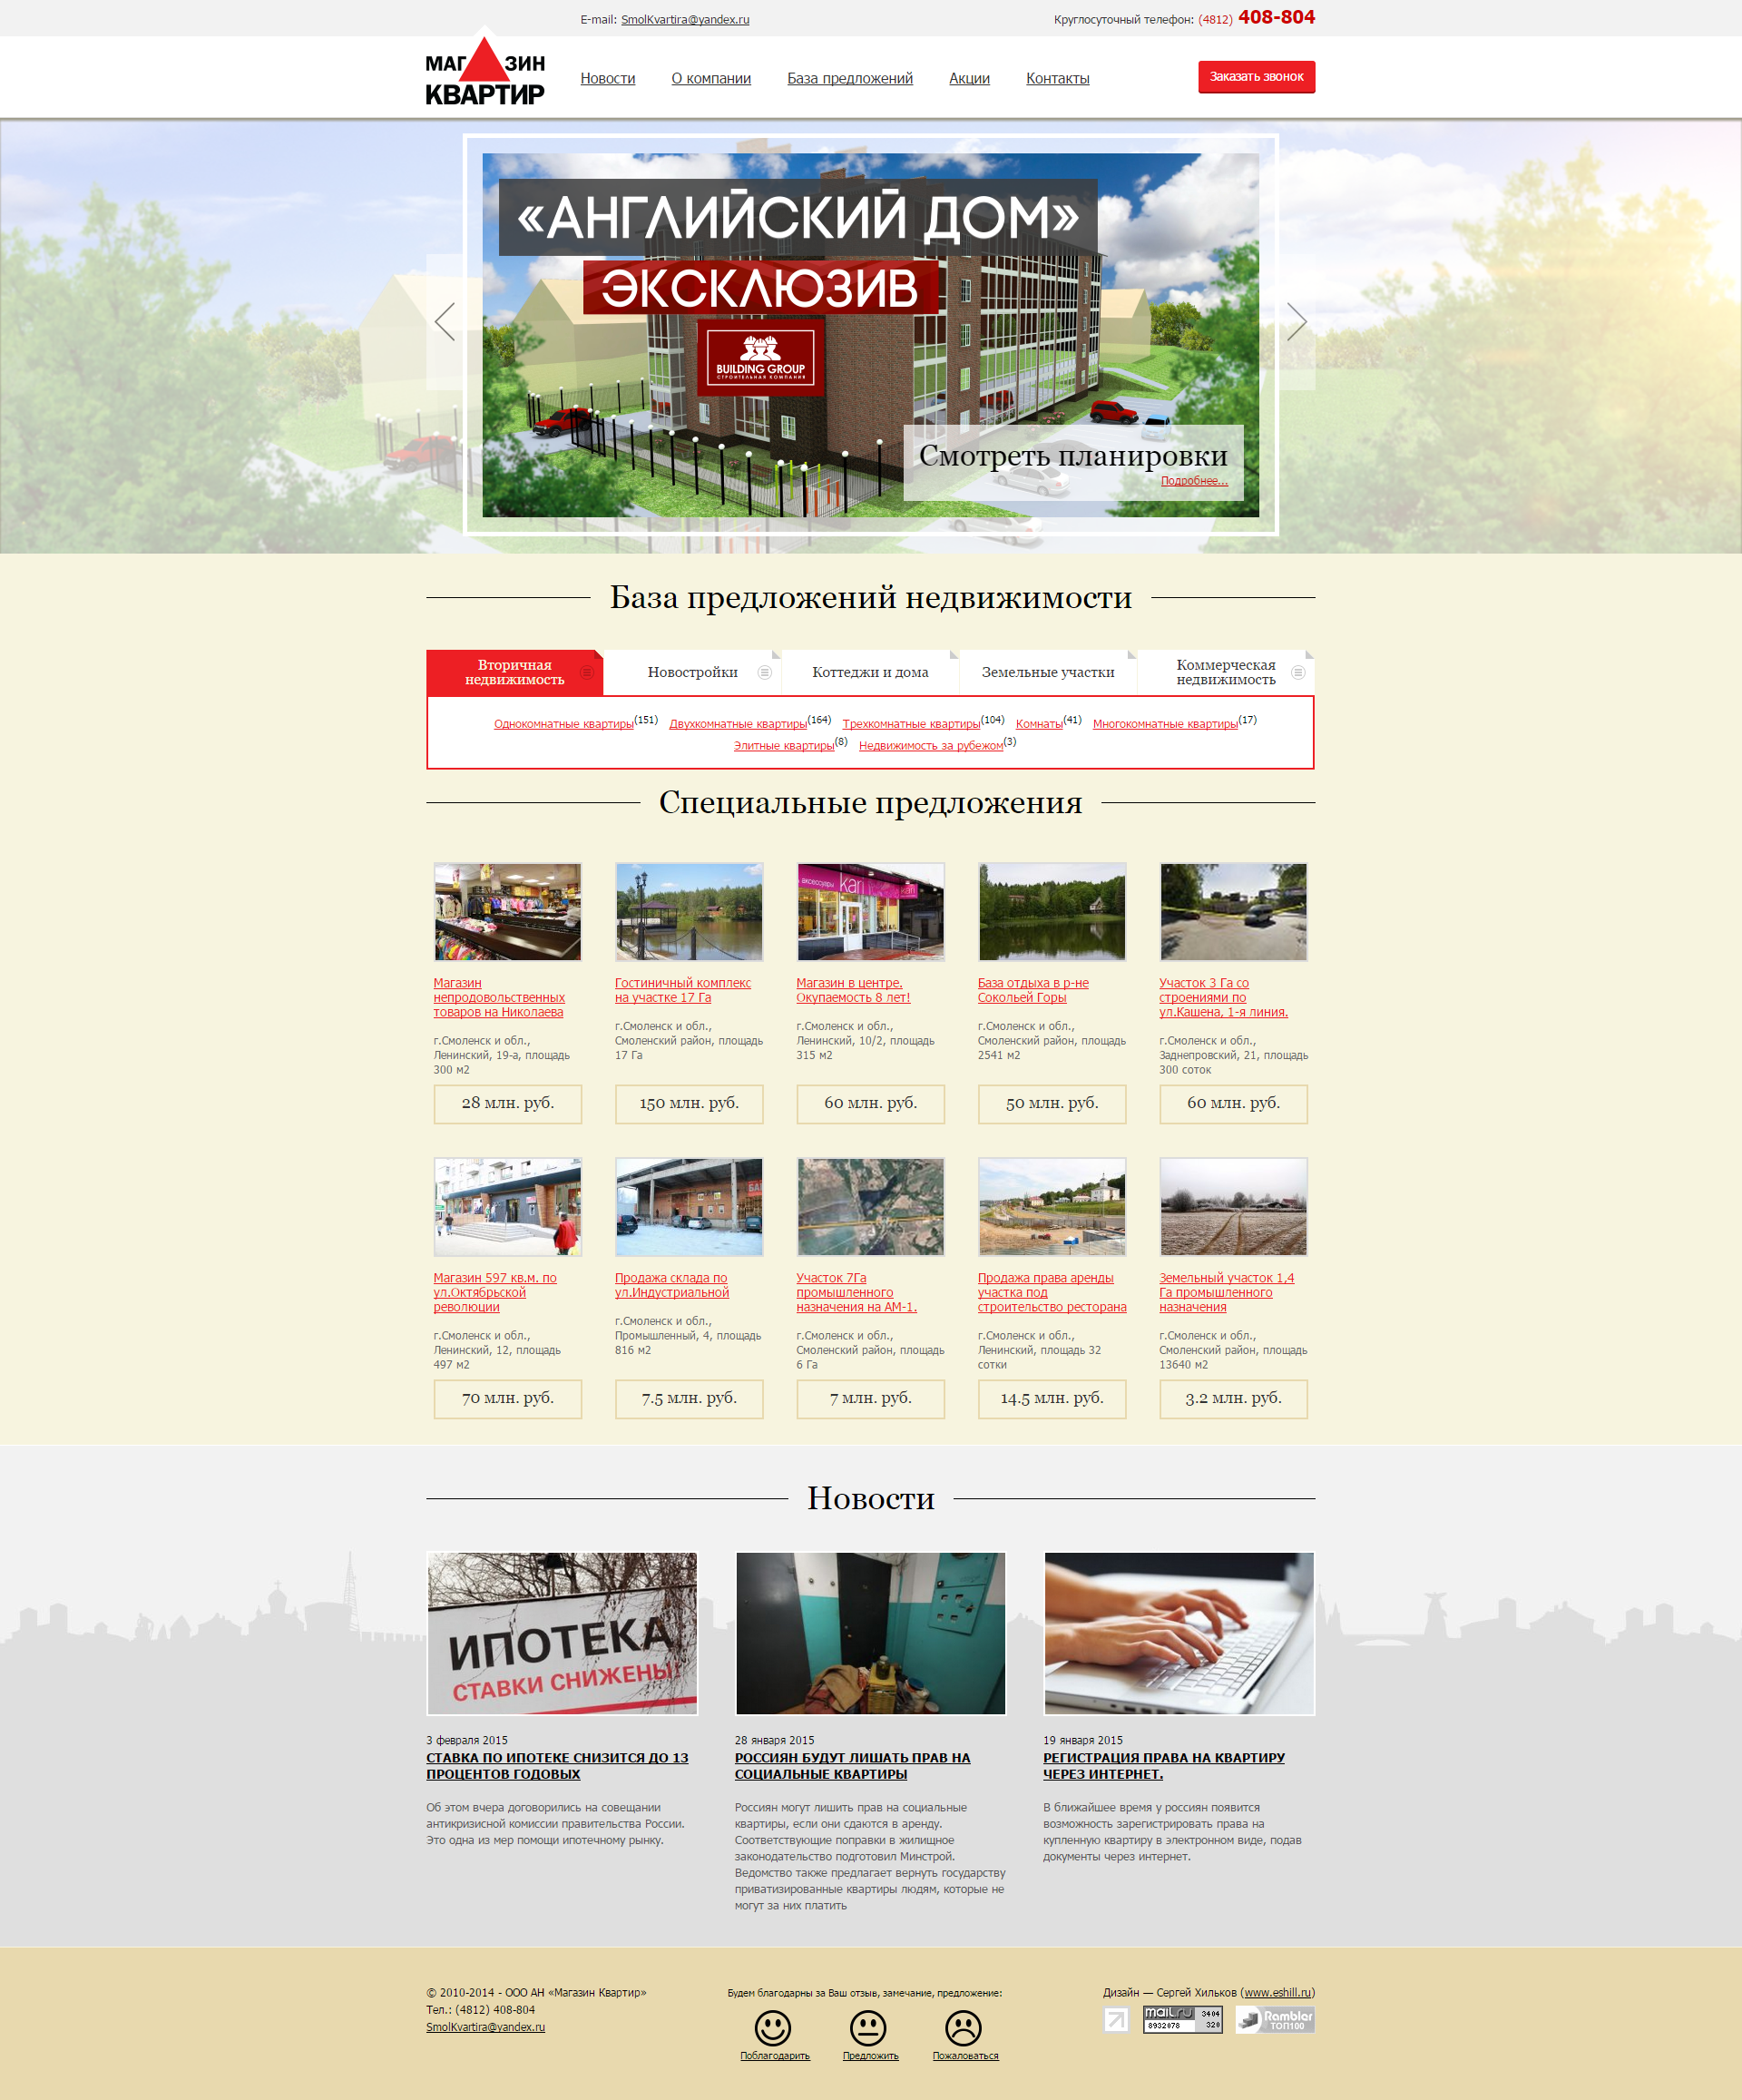 E-mail: SmolKvartira@yandex.ru
Круглосуточный телефон: (4812) 408-804
МАГ ЗИН
КВАРТИР
Новости
О компании
База предложений
Акции
Контакты
Заказать звонок
«АНГЛИЙСКИЙ ДОМ»
ЭКСКЛЮЗИВ
BUILDING GROUP
СТРОИТЕЛЬНАЯ КОМПАНИЯ
Смотреть планировки
Подробнее...
База предложений недвижимости
Вторичная
недвижимость
Новостройки
Коттеджи и дома
Земельные участки
Коммерческая
недвижимость
Однокомнатные квартиры(151) Двухкомнатные квартиры(164) Трехкомнатные квартиры(104) Комнаты(41) Многокомнатные квартиры(17)
Элитные квартиры(8) Недвижимость за рубежом(3)
Специальные предложения
kari
Магазин
непродовольственных
товаров на Николаева
г.Смоленск и обл.,
Ленинский, 19-а, площадь
300 м2
28 млн. руб.
Гостиничный комплекс
на участке 17 Га
г.Смоленск и обл.,
Смоленский район, площадь
17 Га
150 млн. руб.
Магазин в центре.
Окупаемость 8 лет!
г.Смоленск и обл.,
Ленинский, 10/2, площадь
315 м2
60 млн. руб.
База отдыха в р-не
Сокольей Горы
г.Смоленск и обл.,
Смоленский район, площадь
2541 м2
50 млн. руб.
Участок 3 Га со
строениями по
ул.Кашена, 1-я линия.
г.Смоленск и обл.,
Заднепровский, 21, площадь
300 соток
60 млн. руб.
Магазин 597 кв.м. по
ул.Октябрьской
революции
г.Смоленск и обл.,
Ленинский, 12, площадь
497 м2
70 млн. руб.
Продажа склада по
ул.Индустриальной
г.Смоленск и обл.,
Промышленный, 4, площадь
816 м2
7.5 млн. руб.
Участок 7Га
промышленного
назначения на АМ-1.
г.Смоленск и обл.,
Смоленский район, площадь
6 Га
7 млн. руб.
Продажа права аренды
участка под
строительство ресторана
г.Смоленск и обл.,
Ленинский, площадь 32
сотки
14.5 млн. руб.
Земельный участок 1,4
Га промышленного
назначения
г.Смоленск и обл.,
Смоленский район, площадь
13640 м2
3.2 млн. руб.
Новости
ИПОТЕКА
СТАВКИ СНИЖЕНЫ
3 февраля 2015
СТАВКА ПО ИПОТЕКЕ СНИЗИТСЯ ДО 13
ПРОЦЕНТОВ ГОДОВЫХ
Об этом вчера договорились на совещании
антикризисной комиссии правительства России.
Это одна из мер помощи ипотечному рынку.
28 января 2015
РОССИЯН БУДУТ ЛИШАТЬ ПРАВ НА
СОЦИАЛЬНЫЕ КВАРТИРЫ
Россиян могут лишить прав на социальные
квартиры, если они сдаются в аренду.
Соответствующие поправки в жилищное
законодательство подготовил Минстрой.
Ведомство также предлагает вернуть государству
приватизированные квартиры людям, которые не
могут за них платить
19 января 2015
РЕГИСТРАЦИЯ ПРАВА НА КВАРТИРУ
ЧЕРЕЗ ИНТЕРНЕТ.
В ближайшее время у россиян появится
возможность зарегистрировать права на
купленную квартиру в электронном виде, подав
документы через интернет.
© 2010-2014 - ООО АН «Магазин Квартир»
Тел.: (4812) 408-804
SmolKvartira@yandex.ru
Будем благодарны за Ваш отзыв, замечание, предложение:
Поблагодарить
Предложить
Пожаловаться
Дизайн — Сергей Хильков (www.eshill.ru)
mail.ru 3404
8932078 320
Rambler
ТОП100